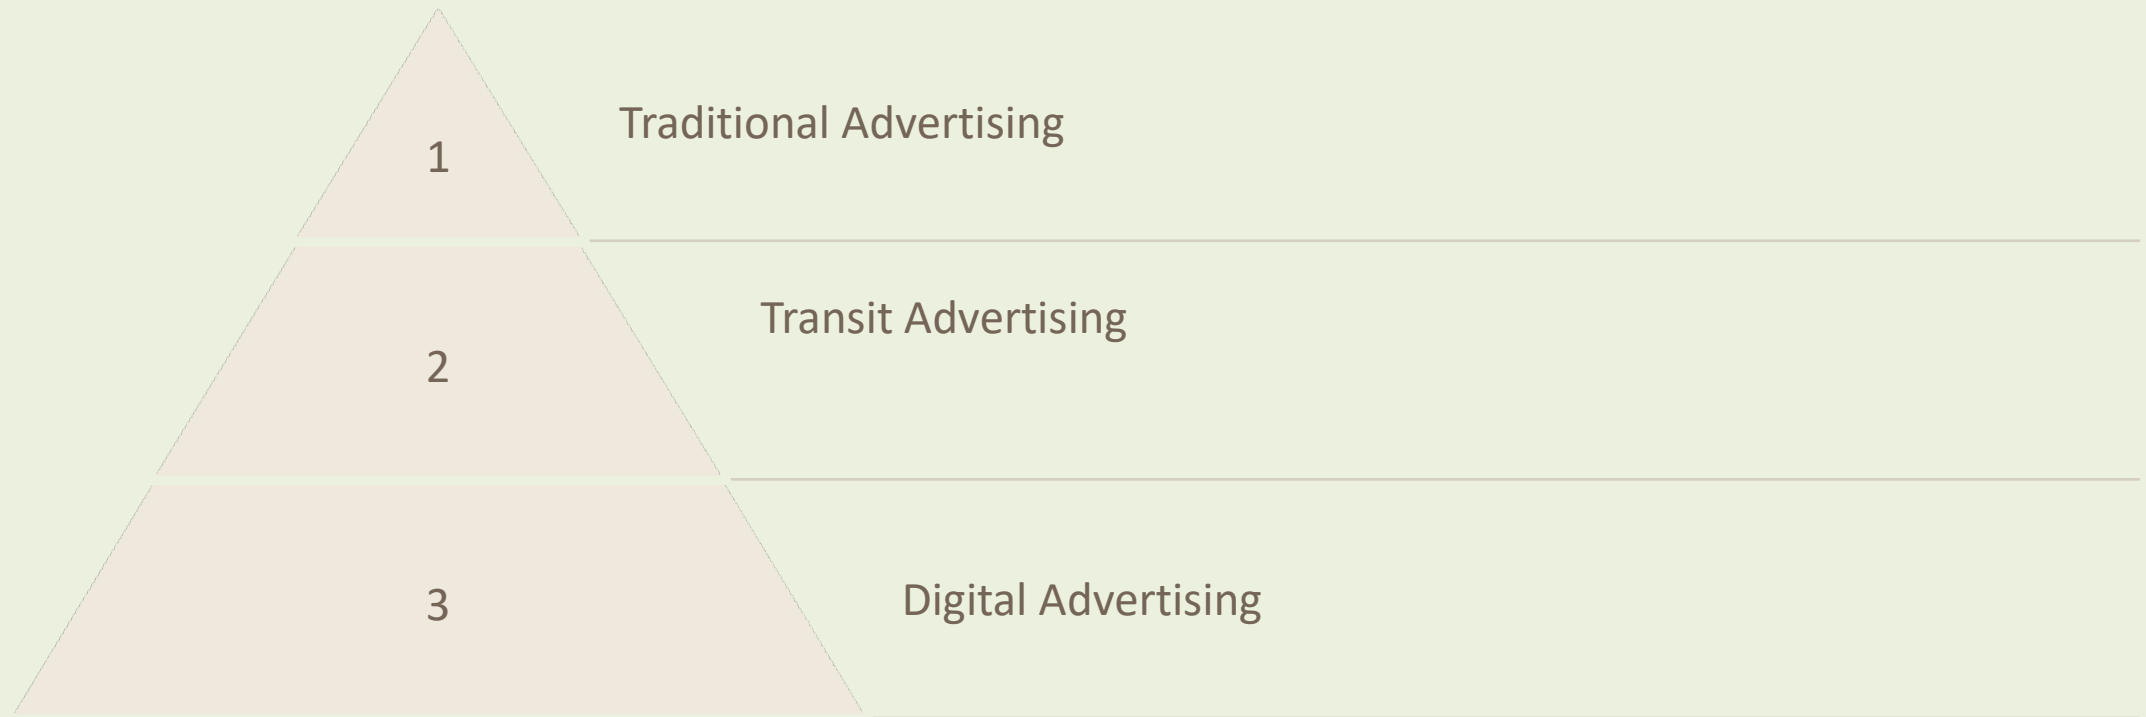 1
Traditional Advertising
2
Transit Advertising
3
Digital Advertising